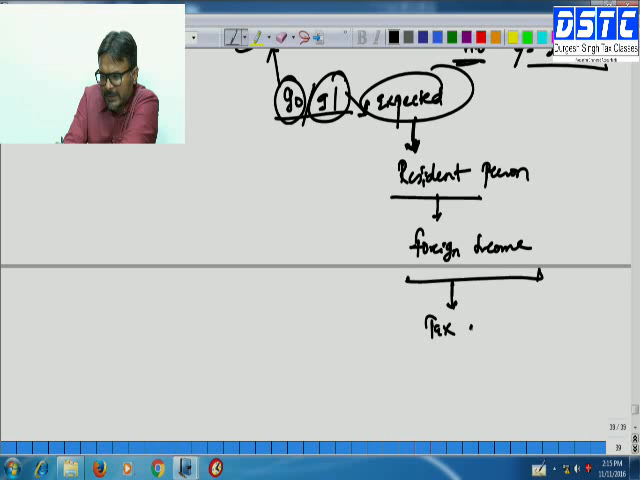 DSTC
Durgesh Singh Tax Classes
B I
90 / 91 expected
Resident Person
foreign Income
Tax
39 / 39
39
2:15 PM
11/11/2016